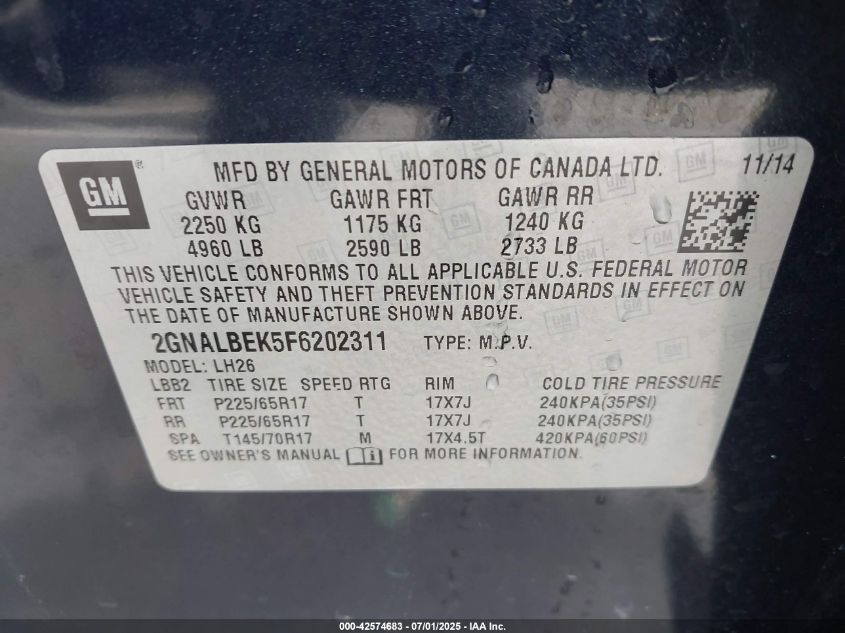 GM ® MFD BY GENERAL MOTORS OF CANADA LTD. 11/14
GVWR GAWR FRT GAWR RR
2250 KG 1175 KG 1240 KG
4960 LB 2590 LB 2733 LB
THIS VEHICLE CONFORMS TO ALL APPLICABLE U.S. FEDERAL MOTOR
VEHICLE SAFETY AND THEFT PREVENTION STANDARDS IN EFFECT ON
THE DATE OF MANUFACTURE SHOWN ABOVE.
2GNALBEK5F6202311 TYPE: M.P.V.
MODEL: LH26
LBB2 TIRE SIZE SPEED RTG RIM COLD TIRE PRESSURE
FRT P225/65R17 T 17X7J 240KPA(35PSI)
RR P225/65R17 T 17X7J 240KPA(35PSI)
SPA T145/70R17 M 17X4.5T 420KPA(60PSI)
SEE OWNER'S MANUAL FOR MORE INFORMATION.
000-42574683 - 07/01/2025 - IAA Inc.